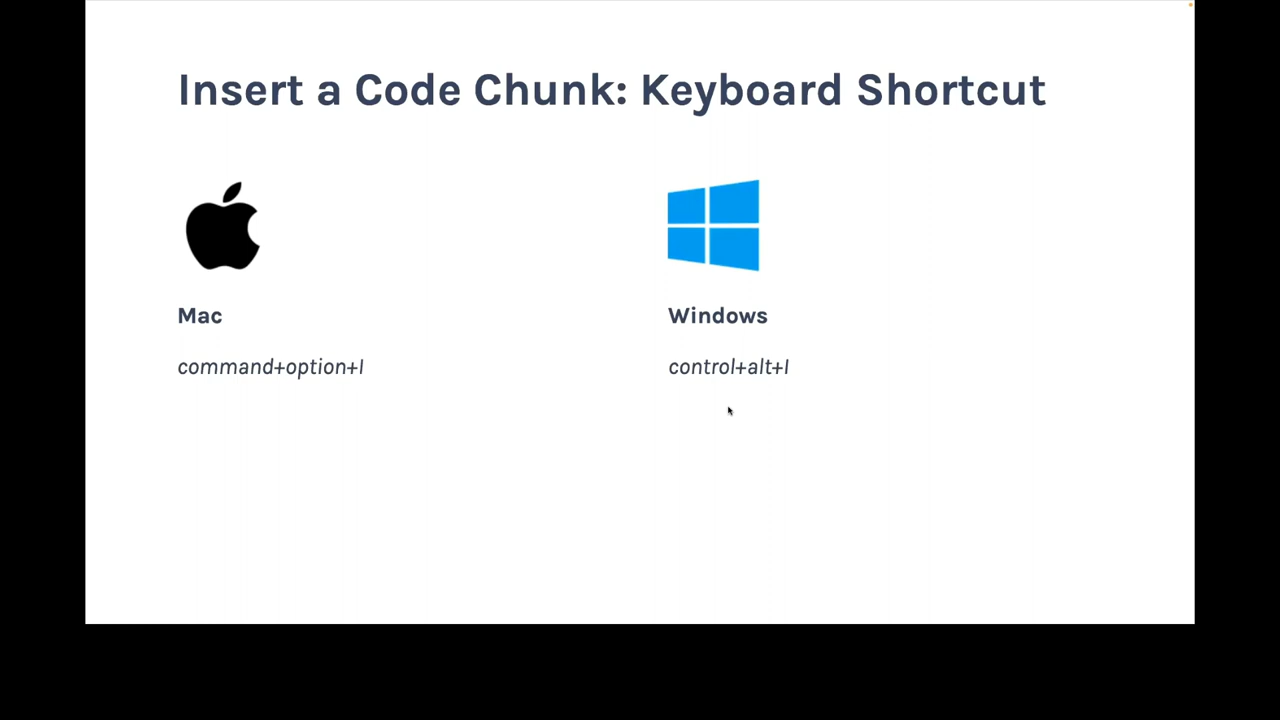 Insert a Code Chunk: Keyboard Shortcut
Mac
command+option+I
Windows
control+alt+I